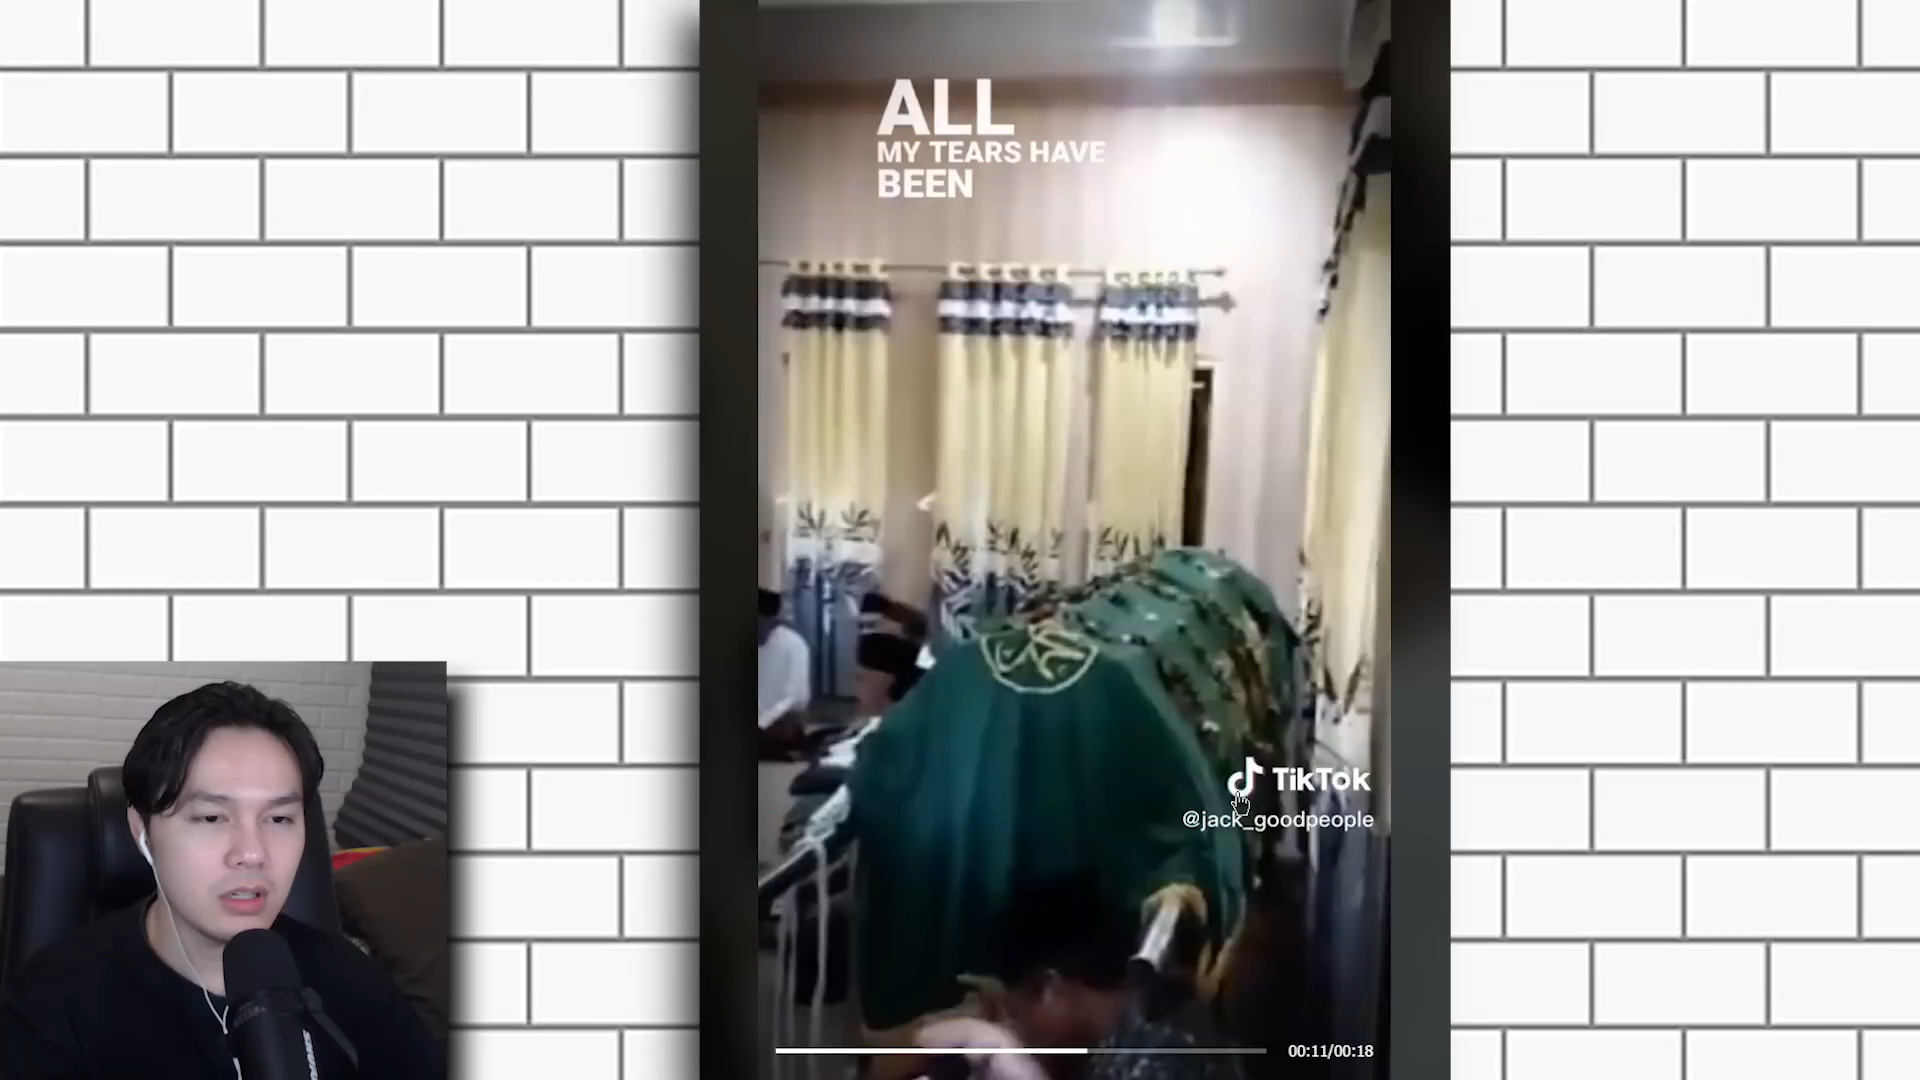 ALL
MY TEARS HAVE
BEEN
TikTok
@jack_goodpeople
00:11/00:18